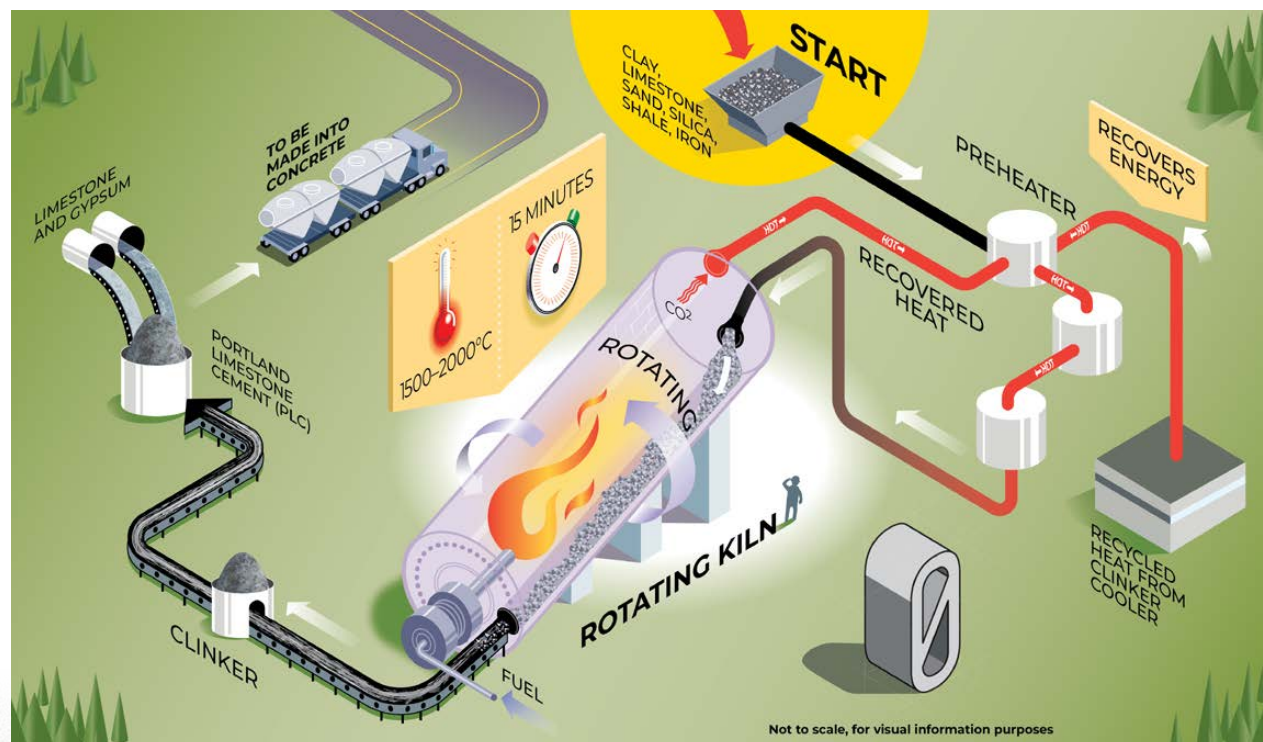 START
CLAY,
LIMESTONE,
SAND, SILICA,
SHALE, IRON
PREHEATER
RECOVERS
ENERGY
HOT
HOT
HOT
HOT
HOT
RECOVERED
HEAT
RECYCLED
HEAT FROM
CLINKER
COOLER
CO²
ROTATING
ROTATING KILN
1500–2000°C
15 MINUTES
FUEL
CLINKER
PORTLAND
LIMESTONE
CEMENT (PLC)
LIMESTONE
AND GYPSUM
TO BE
MADE INTO
CONCRETE
0
Not to scale, for visual information purposes